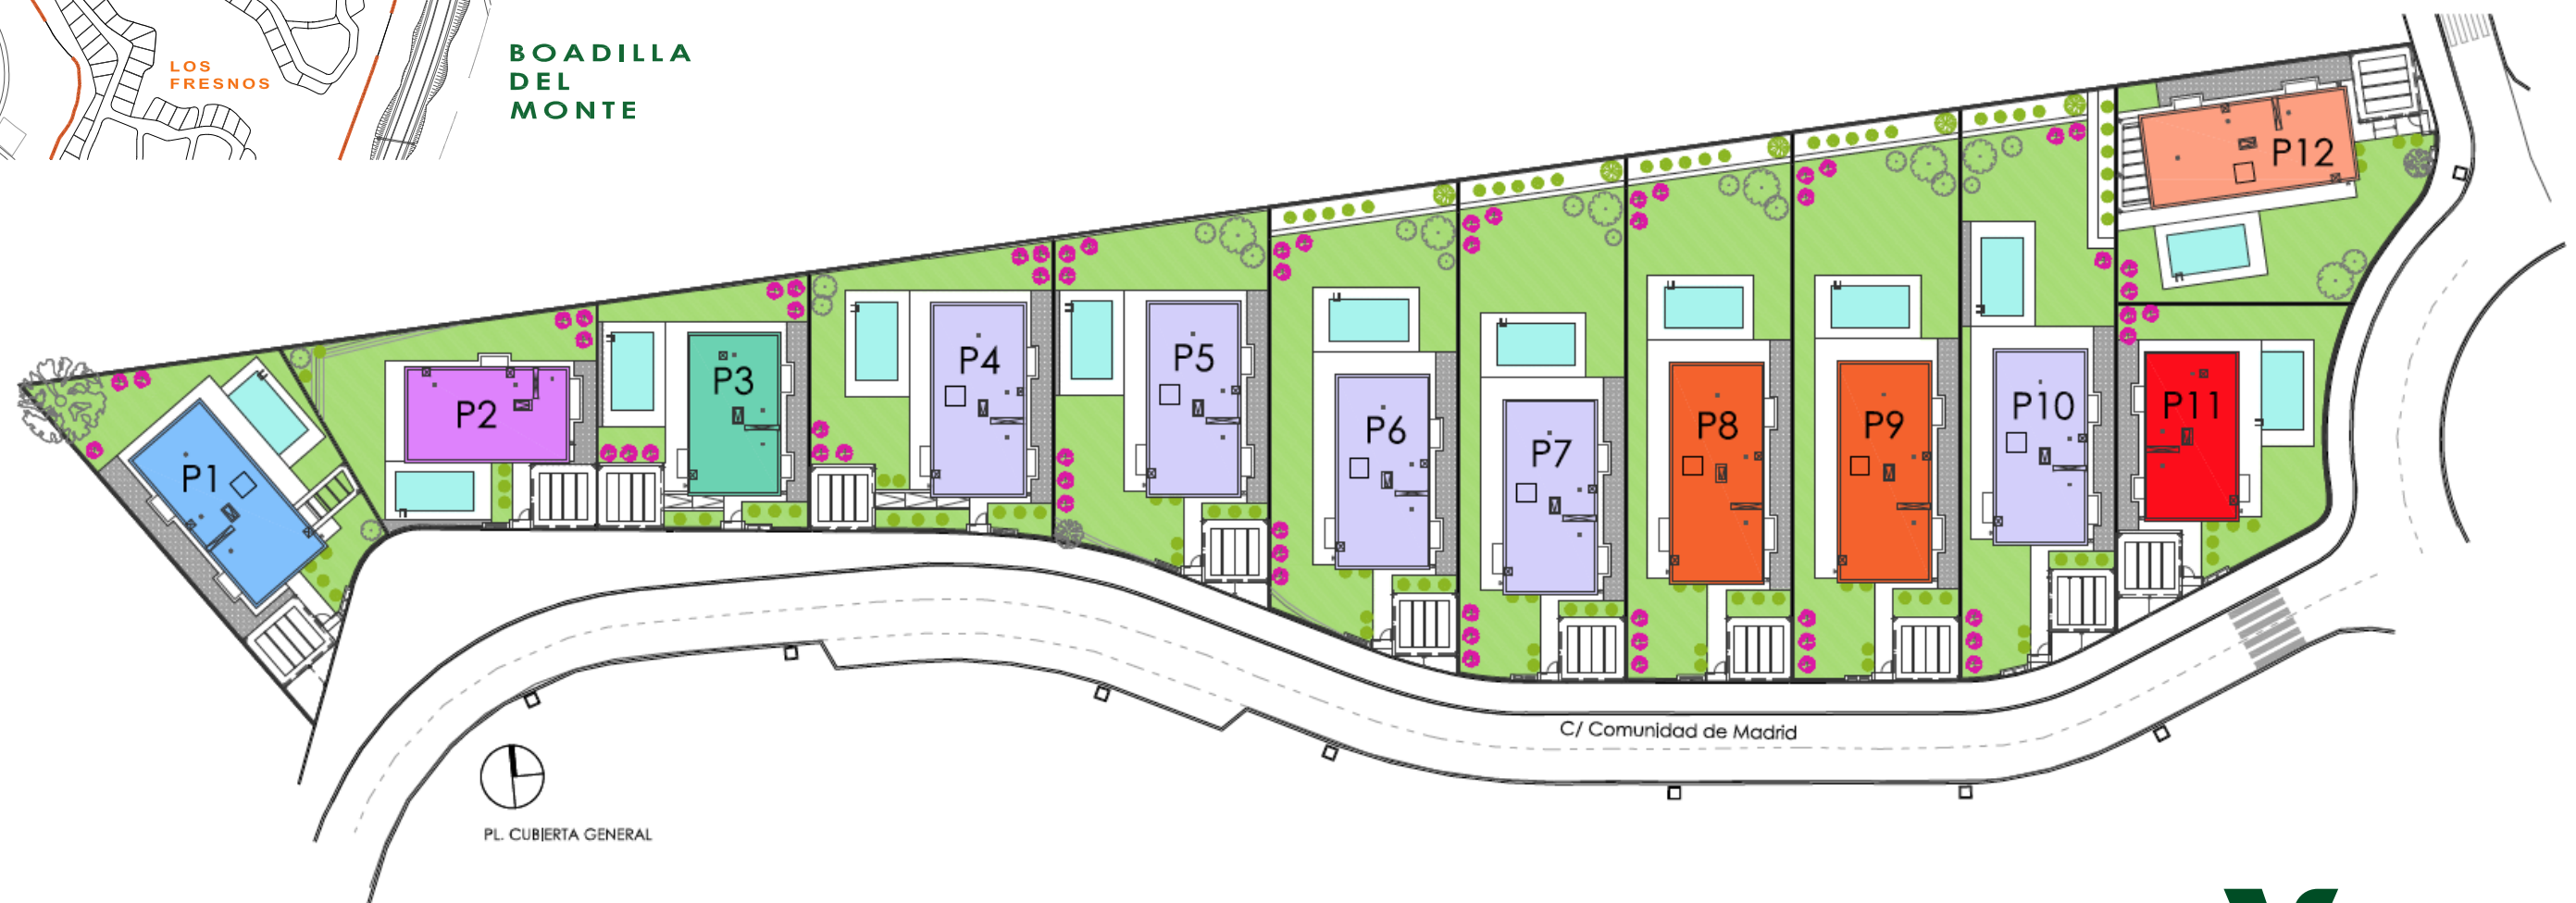 LOS
FRESNOS
BOADILLA
DEL
MONTE
P1
P2
P3
P4
P5
P6
P7
P8
P9
P10
P11
P12
C/ Comunidad de Madrid
PL. CUBIERTA GENERAL